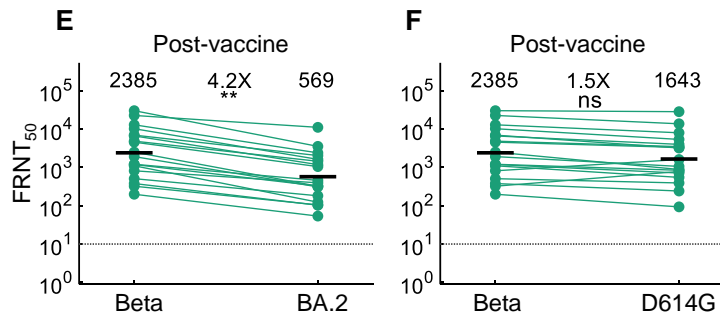 E
Post-vaccine
2385 4.2X 569
**
FRNT50
10^5
10^4
10^3
10^2
10^1
10^0
Beta BA.2
F
Post-vaccine
2385 1.5X 1643
ns
10^5
10^4
10^3
10^2
10^1
10^0
Beta D614G